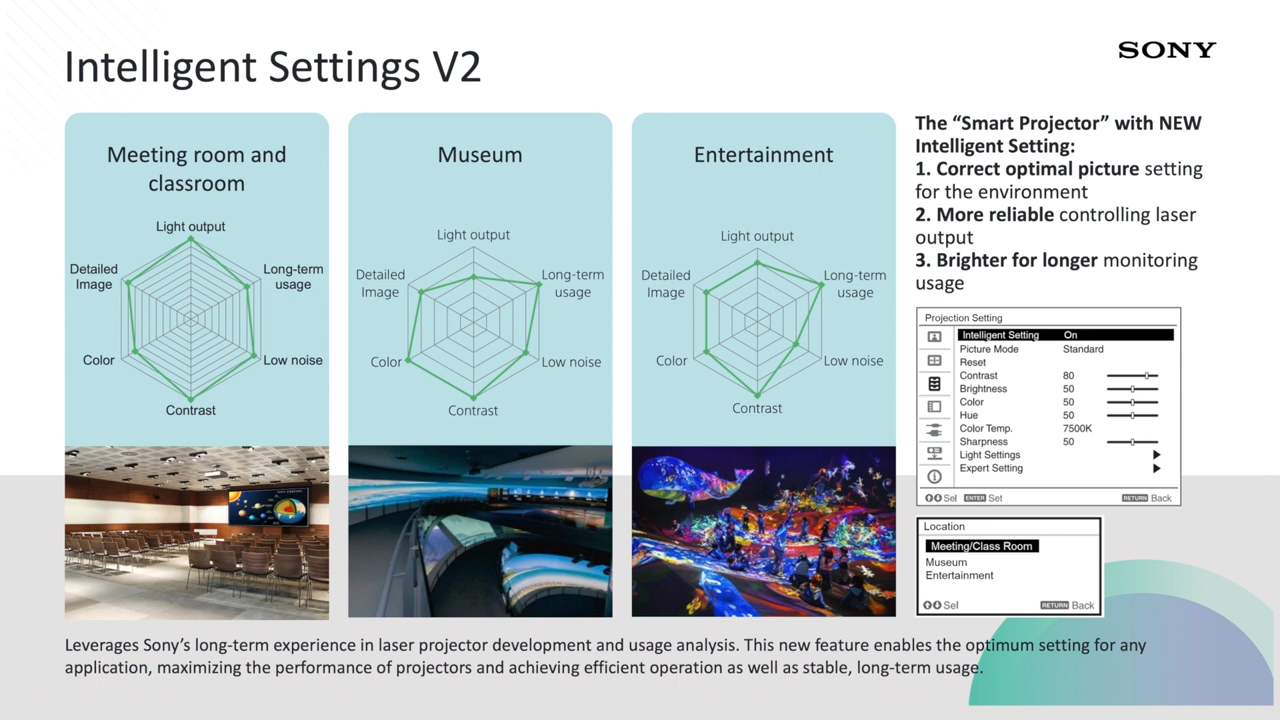 Intelligent Settings V2
SONY
Meeting room and
classroom
Light output
Detailed
Image
Long-term
usage
Color
Low noise
Contrast
Museum
Light output
Detailed
Image
Long-term
usage
Color
Low noise
Contrast
Entertainment
Light output
Detailed
Image
Long-term
usage
Color
Low noise
Contrast
The “Smart Projector” with NEW
Intelligent Setting:
1. Correct optimal picture setting
for the environment
2. More reliable controlling laser
output
3. Brighter for longer monitoring
usage
Projection Setting
Intelligent Setting On
Picture Mode Standard
Reset
Contrast 80
Brightness 50
Color 50
Hue 50
Color Temp. 7500K
Sharpness 50
Light Settings
Expert Setting
Sel ENTER Set RETURN Back
Location
Meeting/Class Room
Museum
Entertainment
Sel RETURN Back
Leverages Sony’s long-term experience in laser projector development and usage analysis. This new feature enables the optimum setting for any
application, maximizing the performance of projectors and achieving efficient operation as well as stable, long-term usage.